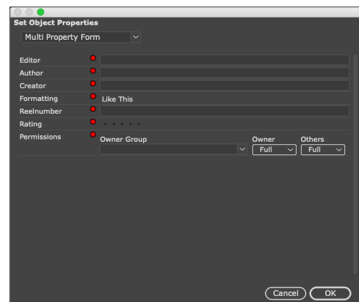 Set Object Properties
Multi Property Form
Editor
Author
Creator
Formatting Like This
Reelnumber
Rating
Permissions Owner Group Owner Others
Full Full
Cancel OK